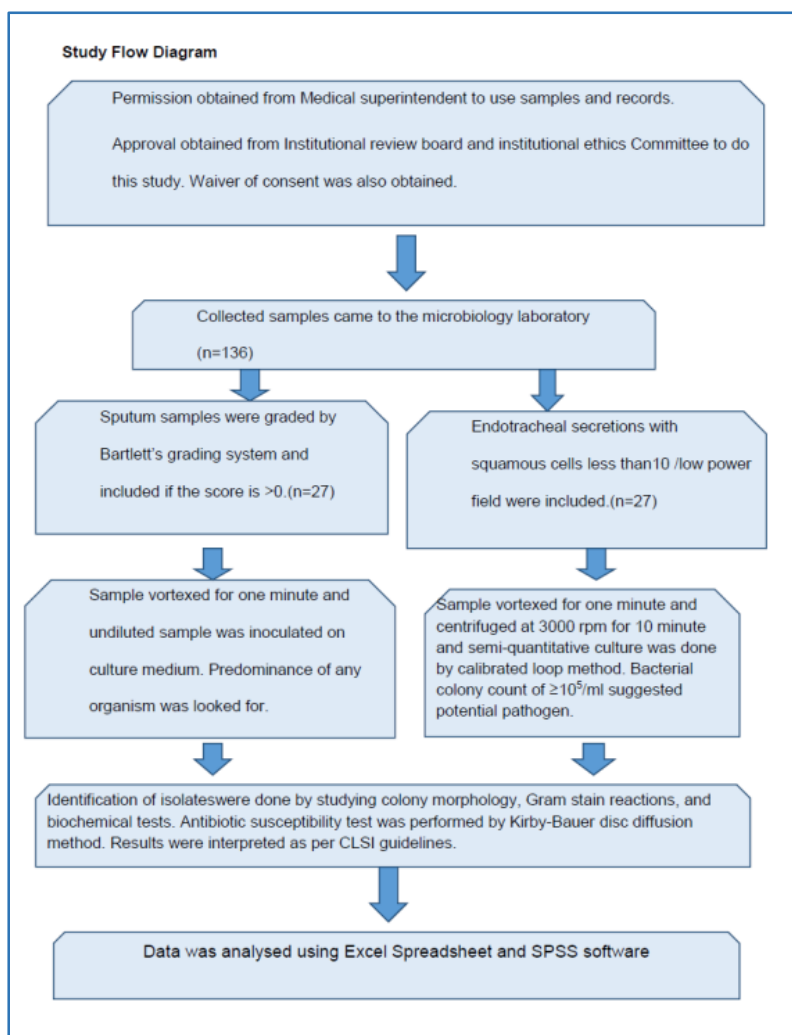 Study Flow Diagram
Permission obtained from Medical superintendent to use samples and records.
Approval obtained from Institutional review board and institutional ethics Committee to do
this study. Waiver of consent was also obtained.
Collected samples came to the microbiology laboratory
(n=136)
Sputum samples were graded by
Bartlett's grading system and
included if the score is >0.(n=27)
Endotracheal secretions with
squamous cells less than10 /low power
field were included.(n=27)
Sample vortexed for one minute and
undiluted sample was inoculated on
culture medium. Predominance of any
organism was looked for.
Sample vortexed for one minute and
centrifuged at 3000 rpm for 10 minute
and semi-quantitative culture was done
by calibrated loop method. Bacterial
colony count of ≥10⁵/ml suggested
potential pathogen.
Identification of isolateswere done by studying colony morphology, Gram stain reactions, and
biochemical tests. Antibiotic susceptibility test was performed by Kirby-Bauer disc diffusion
method. Results were interpreted as per CLSI guidelines.
Data was analysed using Excel Spreadsheet and SPSS software